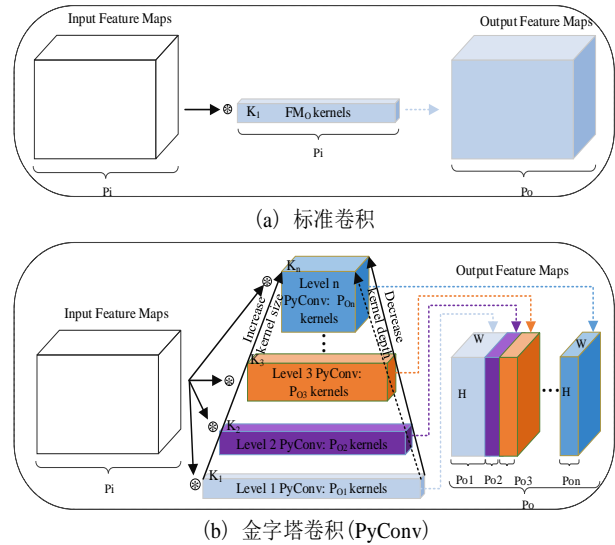 Input Feature Maps
Output Feature Maps
K1
FMO kernels
Pi
Pi
Po
(a) 标准卷积
Input Feature Maps
Output Feature Maps
Kn
Level n
PyConv: POn
kernels
Increase
kernel size
Decrease
kernel depth
K3
Level 3 PyConv:
PO3 kernels
K2
Level 2 PyConv: PO2 kernels
K1
Level 1 PyConv: PO1 kernels
Pi
W
H
W
H
Po1 Po2 Po3 Pon
Po
(b) 金字塔卷积(PyConv)